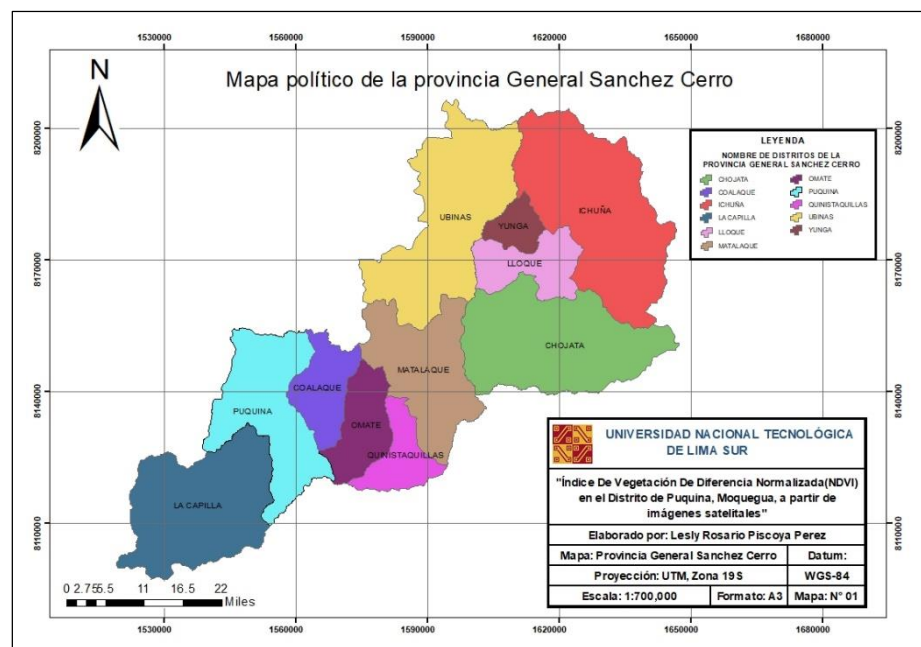 1530000 1560000 1590000 1620000 1650000 1680000
Mapa político de la provincia General Sanchez Cerro
N
8200000 8200000
8170000 8170000
8140000 8140000
8110000 8110000
LEYENDA
NOMBRE DE DISTRITOS DE LA
PROVINCIA GENERAL SANCHEZ CERRO
CHOJATA OMATE
COALAQUE PUQUINA
ICHUÑA QUINISTAQUILLAS
LA CAPILLA UBINAS
LLOQUE YUNGA
MATALAQUE
UBINAS
ICHUÑA
YUNGA
LLOQUE
CHOJATA
MATALAQUE
COALAQUE
PUQUINA
OMATE
QUINISTAQUILLAS
LA CAPILLA
UNIVERSIDAD NACIONAL TECNOLÓGICA
DE LIMA SUR
"Índice De Vegetación De Diferencia Normalizada(NDVI)
en el Distrito de Puquina, Moquegua, a partir de
imágenes satelitales"
Elaborado por: Lesly Rosario Piscoya Perez
Mapa: Provincia General Sanchez Cerro Datum:
Proyección: UTM, Zona 19 S WGS-84
Escala: 1:700,000 Formato: A3 Mapa: N° 01
0 2.75 5.5 11 16.5 22
Miles
1530000 1560000 1590000 1620000 1650000 1680000